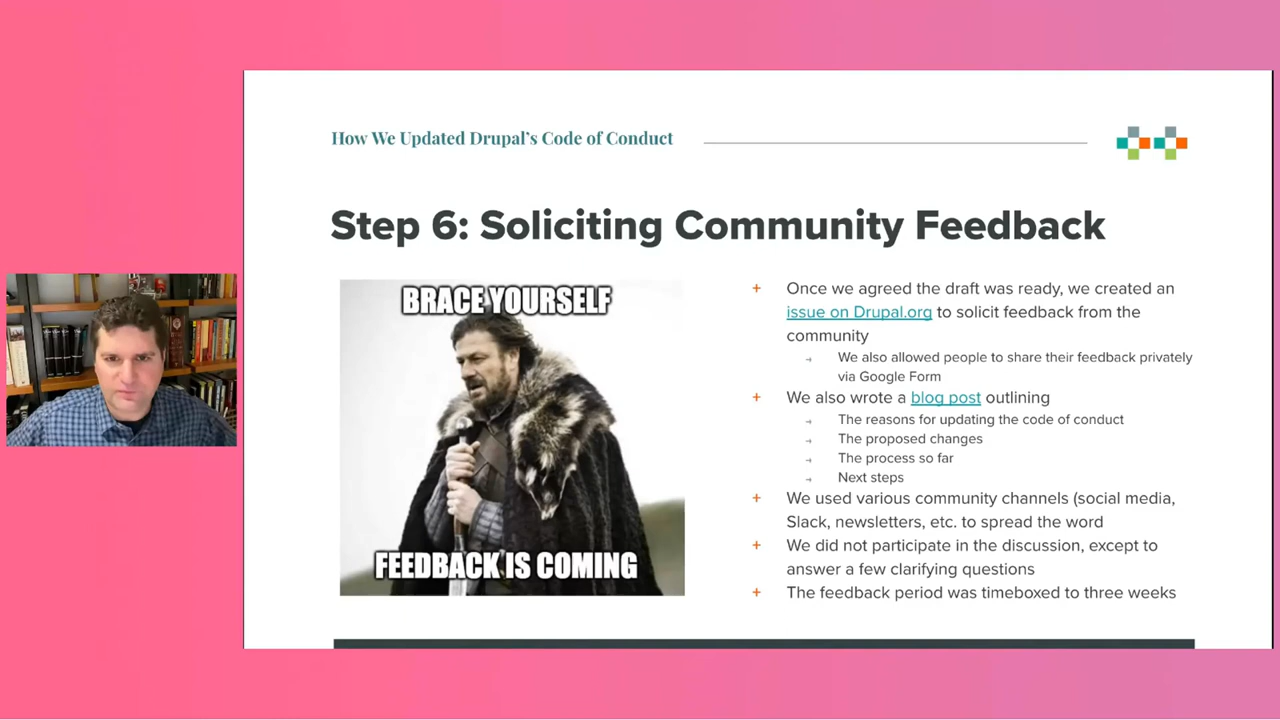 How We Updated Drupal's Code of Conduct
Step 6: Soliciting Community Feedback
BRACE YOURSELF
FEEDBACK IS COMING
+ Once we agreed the draft was ready, we created an
issue on Drupal.org to solicit feedback from the
community
→ We also allowed people to share their feedback privately
via Google Form
+ We also wrote a blog post outlining
→ The reasons for updating the code of conduct
→ The proposed changes
→ The process so far
→ Next steps
+ We used various community channels (social media,
Slack, newsletters, etc. to spread the word
+ We did not participate in the discussion, except to
answer a few clarifying questions
+ The feedback period was timeboxed to three weeks